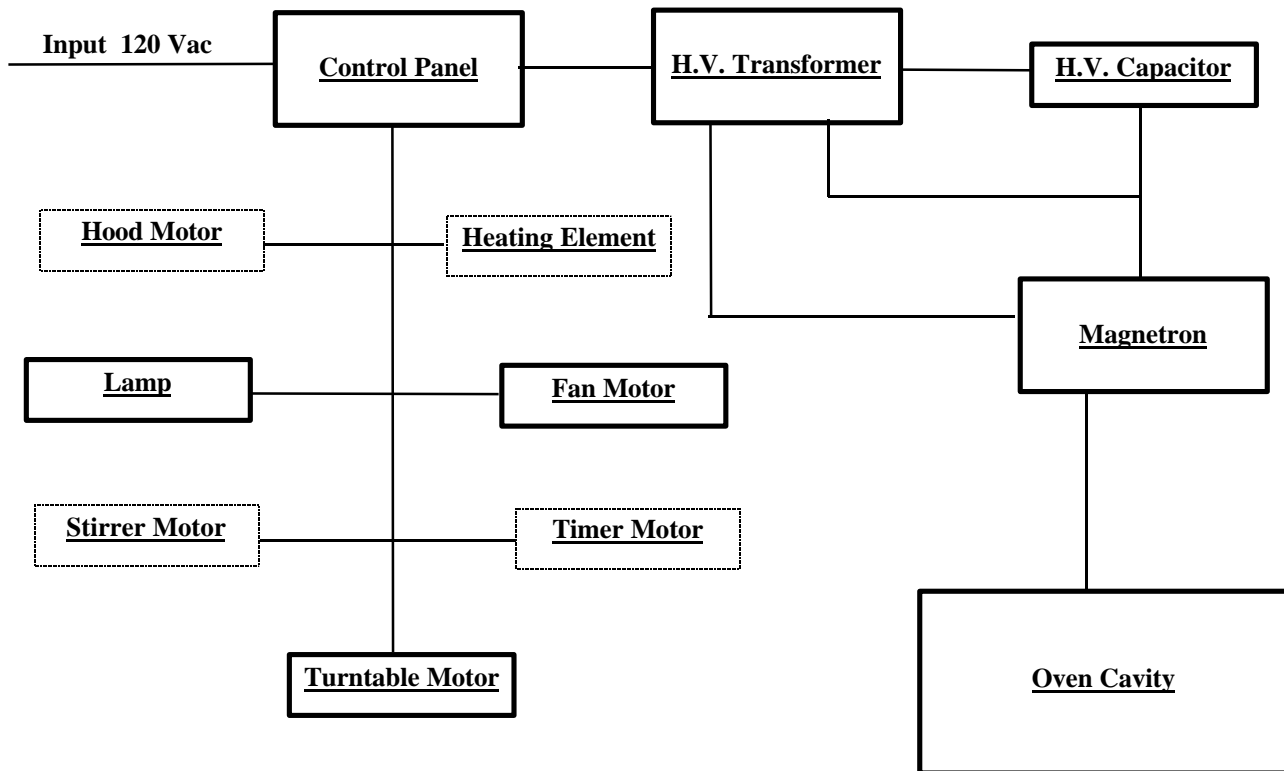 Input 120 Vac
Control Panel
H.V. Transformer
H.V. Capacitor
Hood Motor
Heating Element
Magnetron
Lamp
Fan Motor
Stirrer Motor
Timer Motor
Turntable Motor
Oven Cavity